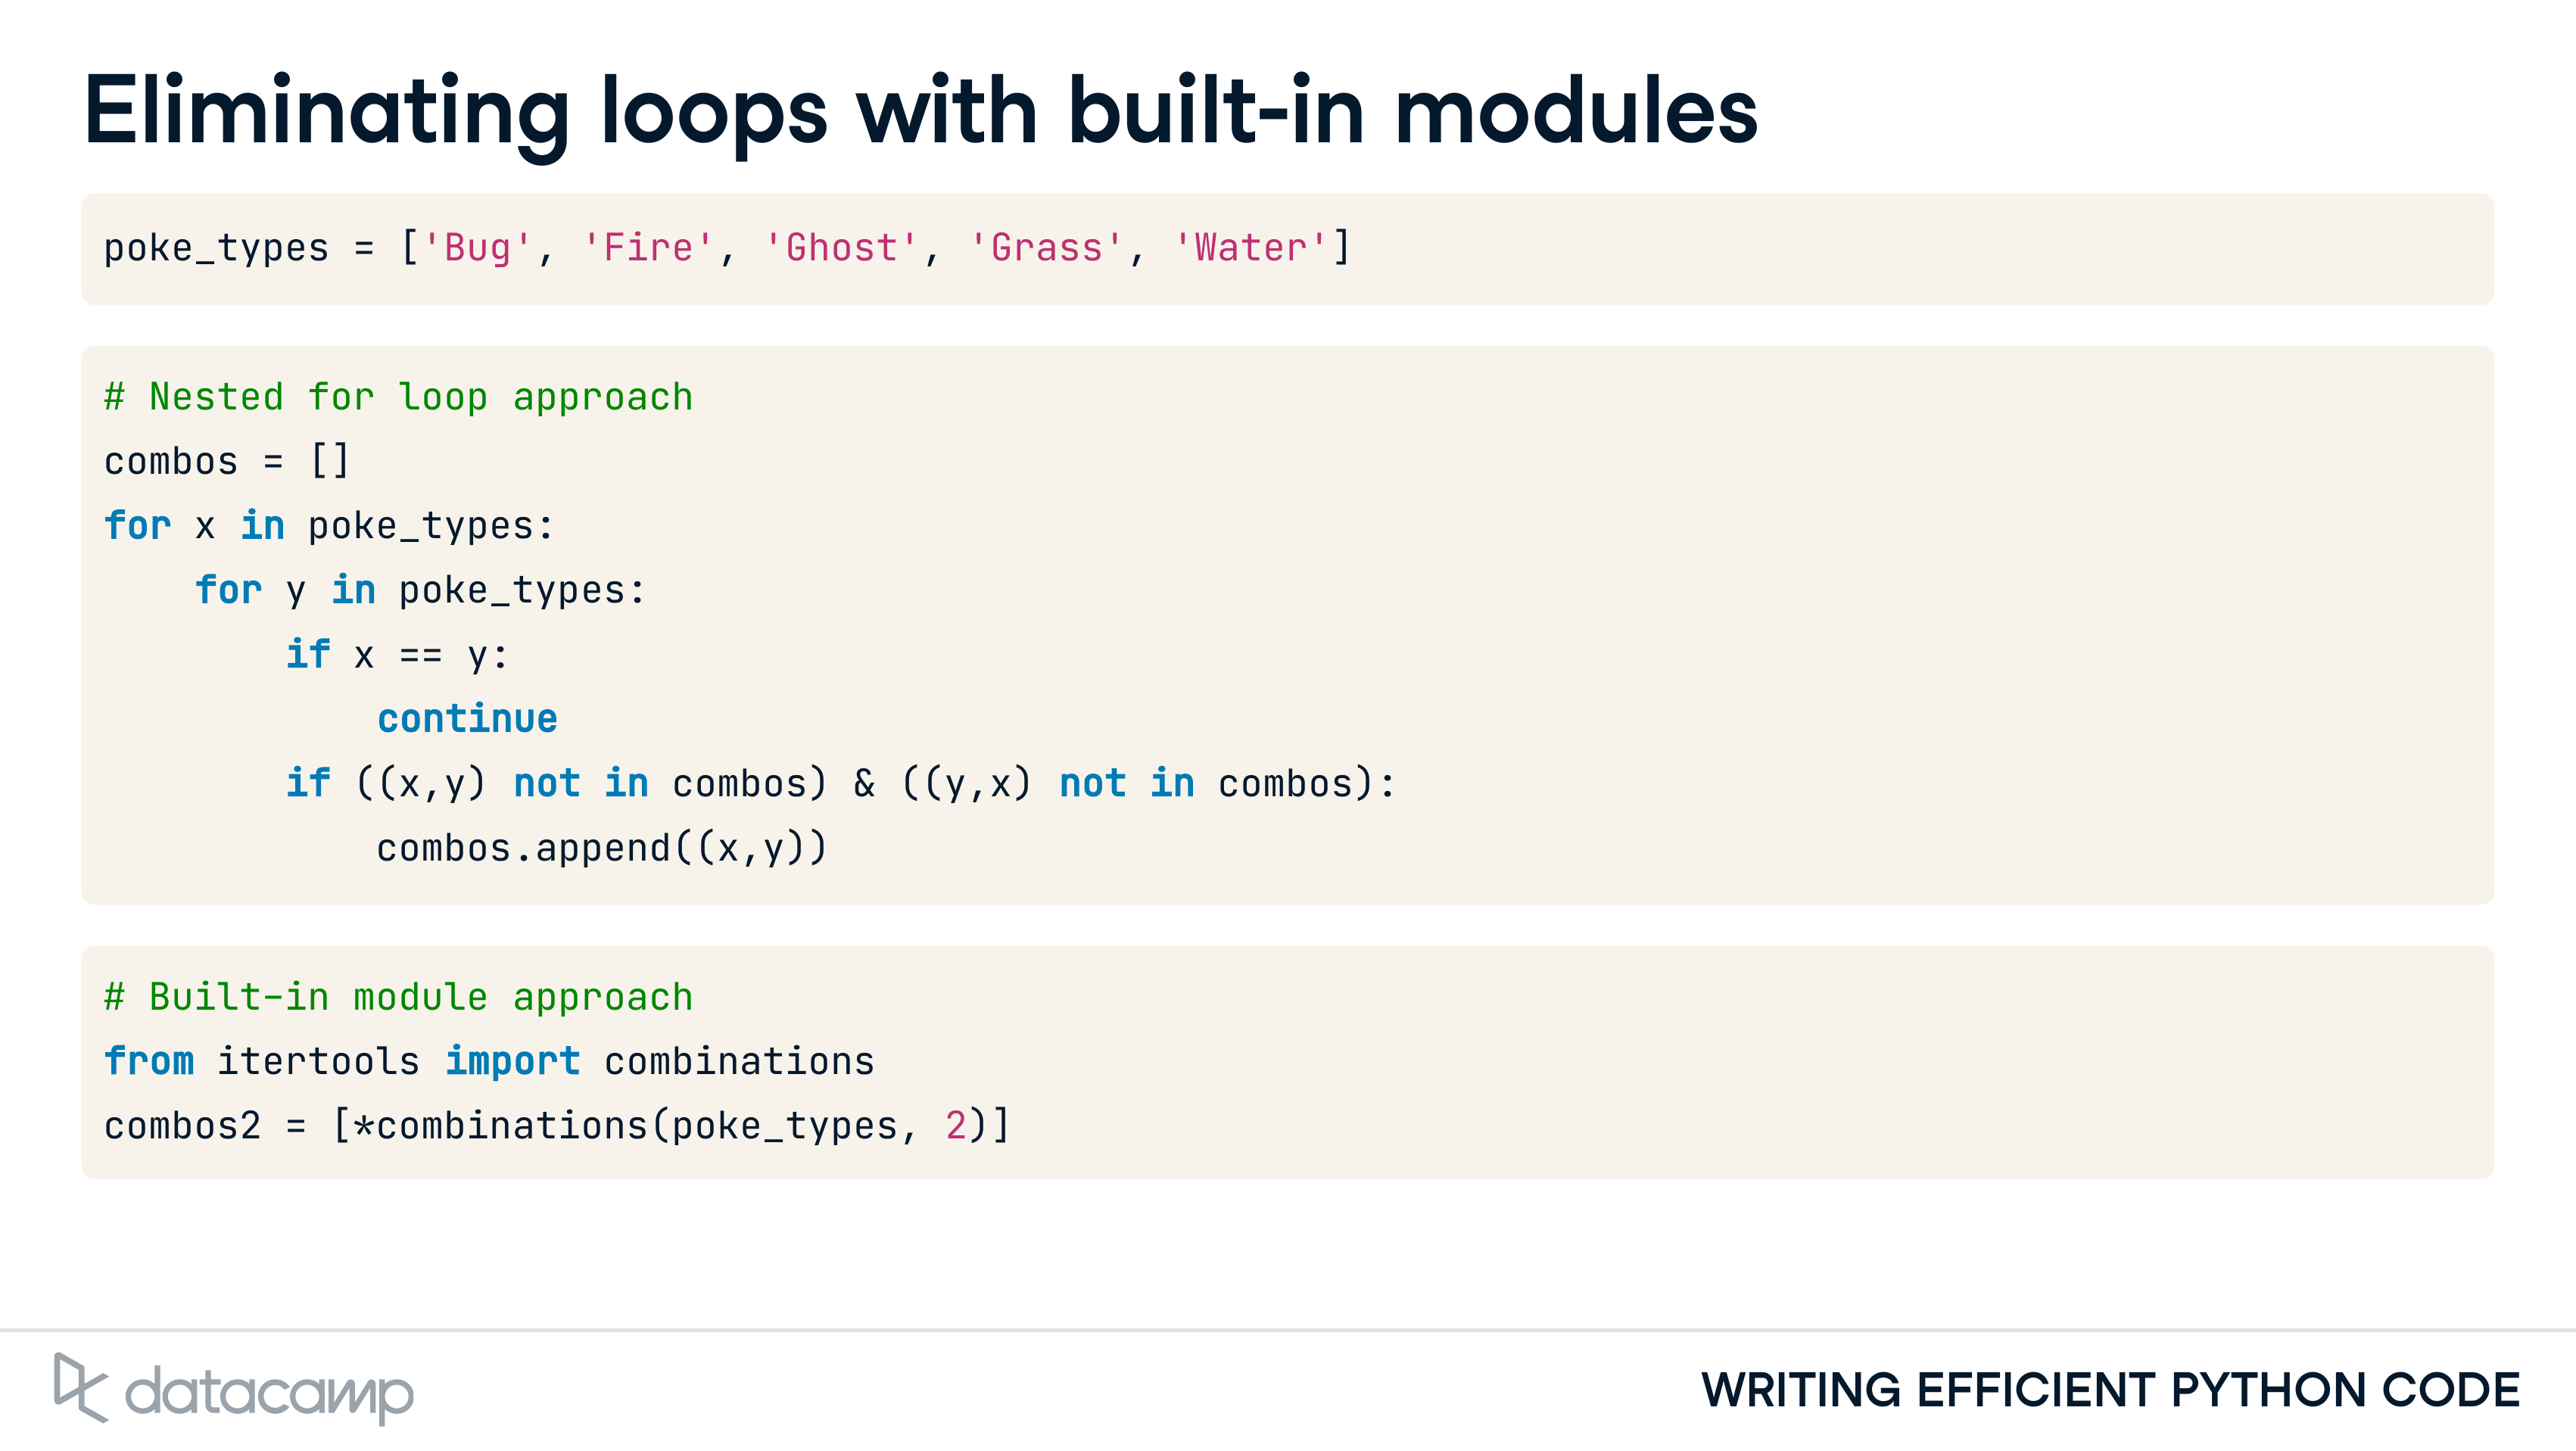 Eliminating loops with built-in modules
poke_types = ['Bug', 'Fire', 'Ghost', 'Grass', 'Water']
# Nested for loop approach
combos = []
for x in poke_types:
    for y in poke_types:
        if x == y:
            continue
        if ((x,y) not in combos) & ((y,x) not in combos):
            combos.append((x,y))
# Built-in module approach
from itertools import combinations
combos2 = [*combinations(poke_types, 2)]
datacamp
WRITING EFFICIENT PYTHON CODE